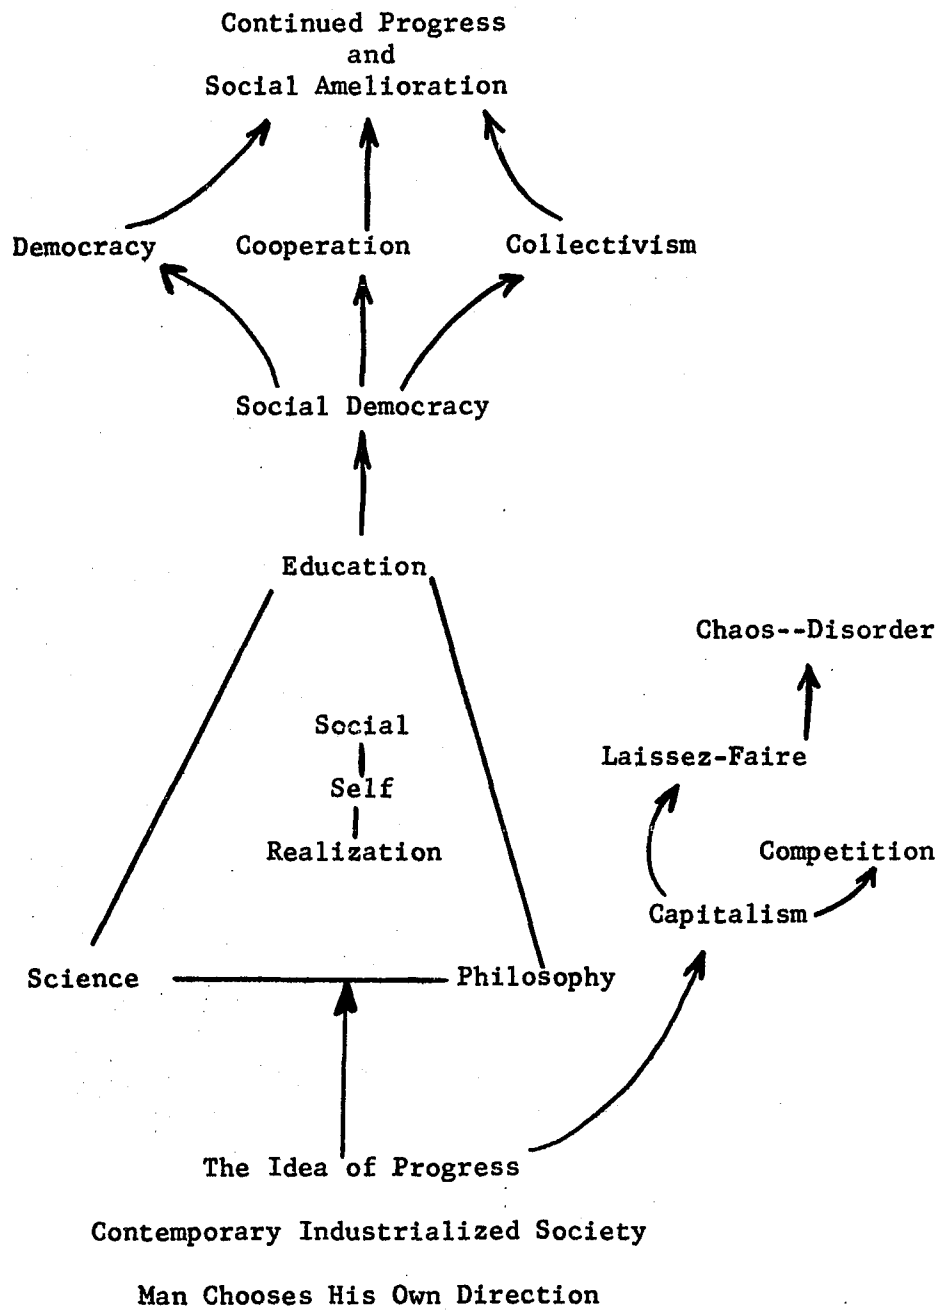 Continued Progress
and
Social Amelioration
Democracy Cooperation Collectivism
Social Democracy
Education
Chaos--Disorder
Social
Laissez-Faire
Self
Realization
Competition
Capitalism
Science Philosophy
The Idea of Progress
Contemporary Industrialized Society
Man Chooses His Own Direction